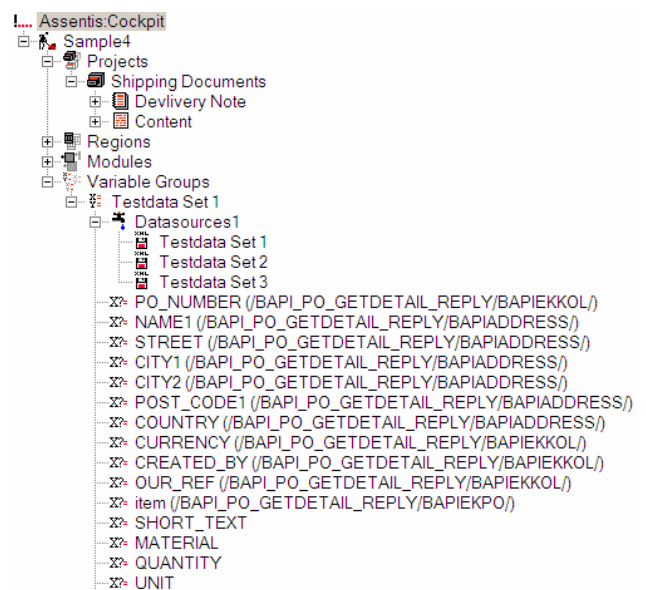 !.... Assentis:Cockpit
Sample4
Projects
Shipping Documents
Devlivery Note
Content
Regions
Modules
Variable Groups
Testdata Set 1
Datasources1
XML Testdata Set 1
XML Testdata Set 2
XML Testdata Set 3
X?= PO_NUMBER (/BAPI_PO_GETDETAIL_REPLY/BAPIEKKOL/)
X?= NAME1 (/BAPI_PO_GETDETAIL_REPLY/BAPIADDRESS/)
X?= STREET (/BAPI_PO_GETDETAIL_REPLY/BAPIADDRESS/)
X?= CITY1 (/BAPI_PO_GETDETAIL_REPLY/BAPIADDRESS/)
X?= CITY2 (/BAPI_PO_GETDETAIL_REPLY/BAPIADDRESS/)
X?= POST_CODE1 (/BAPI_PO_GETDETAIL_REPLY/BAPIADDRESS/)
X?= COUNTRY (/BAPI_PO_GETDETAIL_REPLY/BAPIADDRESS/)
X?= CURRENCY (/BAPI_PO_GETDETAIL_REPLY/BAPIEKKOL/)
X?= CREATED_BY (/BAPI_PO_GETDETAIL_REPLY/BAPIEKKOL/)
X?= OUR_REF (/BAPI_PO_GETDETAIL_REPLY/BAPIEKKOL/)
X?= item (/BAPI_PO_GETDETAIL_REPLY/BAPIEKPO/)
X?= SHORT_TEXT
X?= MATERIAL
X?= QUANTITY
X?= UNIT